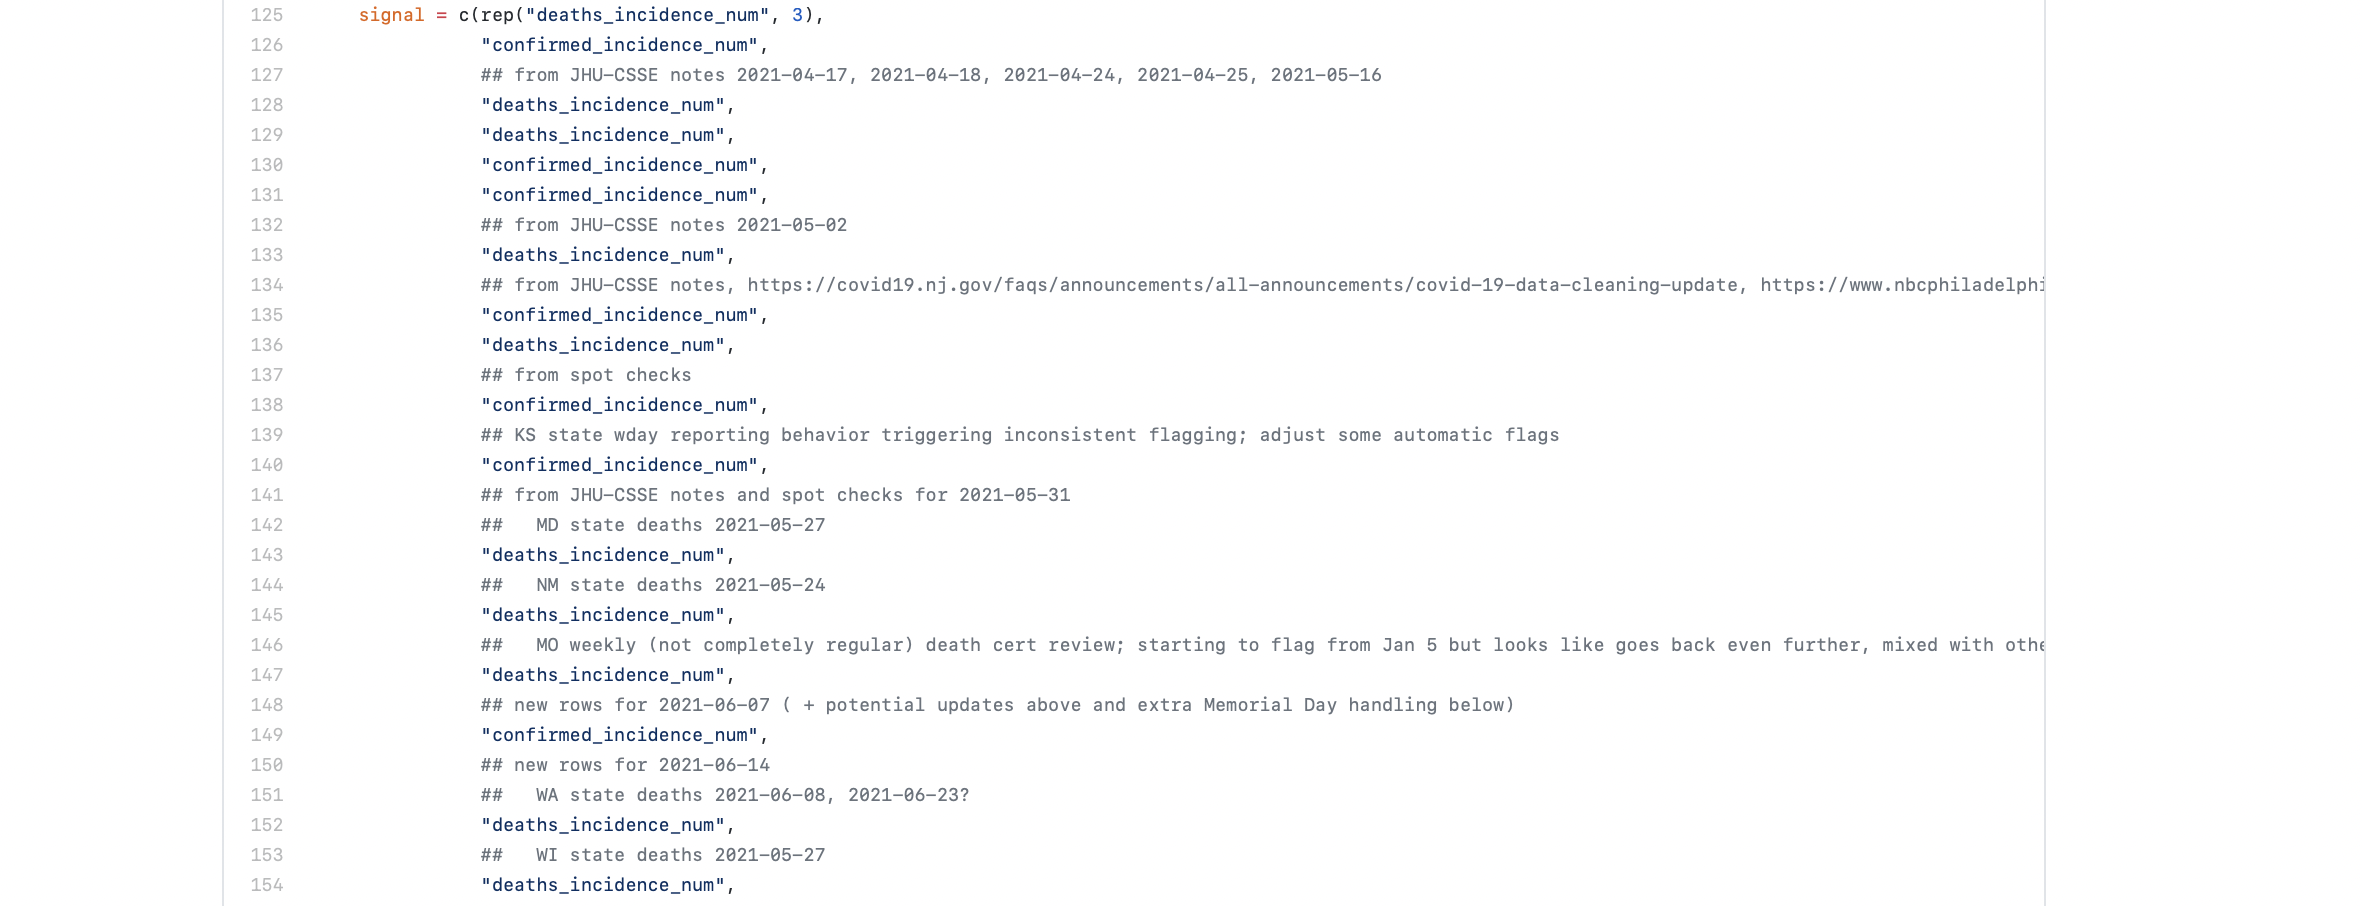 125 signal = c(rep("deaths_incidence_num", 3),
126 "confirmed_incidence_num",
127 ## from JHU-CSSE notes 2021-04-17, 2021-04-18, 2021-04-24, 2021-04-25, 2021-05-16
128 "deaths_incidence_num",
129 "deaths_incidence_num",
130 "confirmed_incidence_num",
131 "confirmed_incidence_num",
132 ## from JHU-CSSE notes 2021-05-02
133 "deaths_incidence_num",
134 ## from JHU-CSSE notes, https://covid19.nj.gov/faqs/announcements/all-announcements/covid-19-data-cleaning-update, https://www.nbcphiladelphi
135 "confirmed_incidence_num",
136 "deaths_incidence_num",
137 ## from spot checks
138 "confirmed_incidence_num",
139 ## KS state wday reporting behavior triggering inconsistent flagging; adjust some automatic flags
140 "confirmed_incidence_num",
141 ## from JHU-CSSE notes and spot checks for 2021-05-31
142 ##   MD state deaths 2021-05-27
143 "deaths_incidence_num",
144 ##   NM state deaths 2021-05-24
145 "deaths_incidence_num",
146 ##   MO weekly (not completely regular) death cert review; starting to flag from Jan 5 but looks like goes back even further, mixed with othe
147 "deaths_incidence_num",
148 ## new rows for 2021-06-07 ( + potential updates above and extra Memorial Day handling below)
149 "confirmed_incidence_num",
150 ## new rows for 2021-06-14
151 ##   WA state deaths 2021-06-08, 2021-06-23?
152 "deaths_incidence_num",
153 ##   WI state deaths 2021-05-27
154 "deaths_incidence_num",